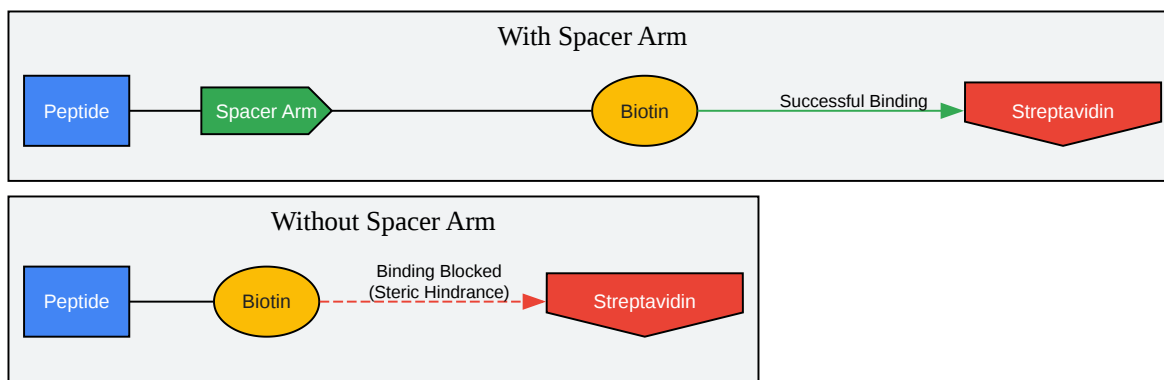 With Spacer Arm
Peptide
Spacer Arm
Biotin
Successful Binding
Streptavidin
Without Spacer Arm
Peptide
Biotin
Binding Blocked
(Steric Hindrance)
Streptavidin